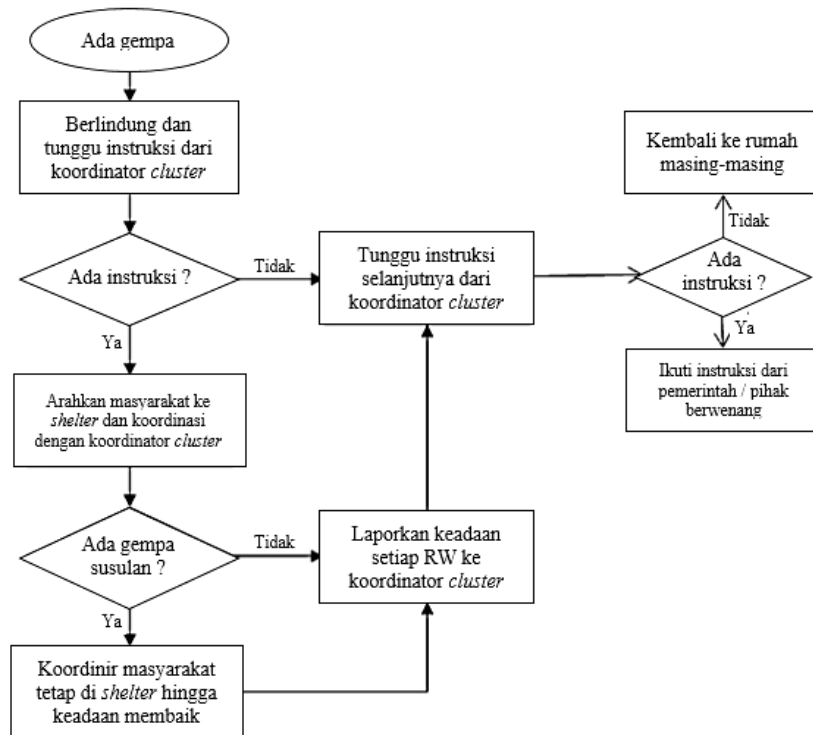 Ada gempa
Berlindung dan
tunggu instruksi dari
koordinator cluster
Ada instruksi ?
Tidak
Ya
Arahkan masyarakat ke
shelter dan koordinasi
dengan koordinator cluster
Ada gempa
susulan ?
Tidak
Ya
Koordinir masyarakat
tetap di shelter hingga
keadaan membaik
Laporkan keadaan
setiap RW ke
koordinator cluster
Tunggu instruksi
selanjutnya dari
koordinator cluster
Ada
instruksi ?
Tidak
Kembali ke rumah
masing-masing
Ya
Ikuti instruksi dari
pemerintah / pihak
berwenang